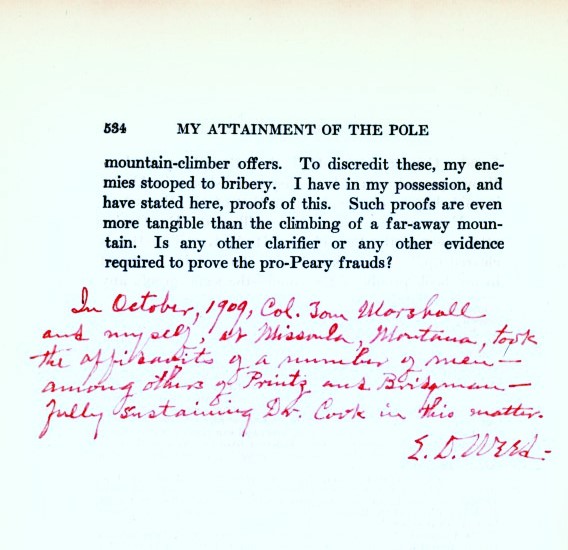 534 MY ATTAINMENT OF THE POLE
mountain-climber offers. To discredit these, my ene-
mies stooped to bribery. I have in my possession, and
have stated here, proofs of this. Such proofs are even
more tangible than the climbing of a far-away moun-
tain. Is any other clarifier or any other evidence
required to prove the pro-Peary frauds?
In October, 1909, Col. Tom Marshall
and myself, at Missoula, Montana, took
the affidavits of a number of men—
among others of Printz and Bridgman—
fully sustaining Dr. Cook in this matter.
E. D. Weed-